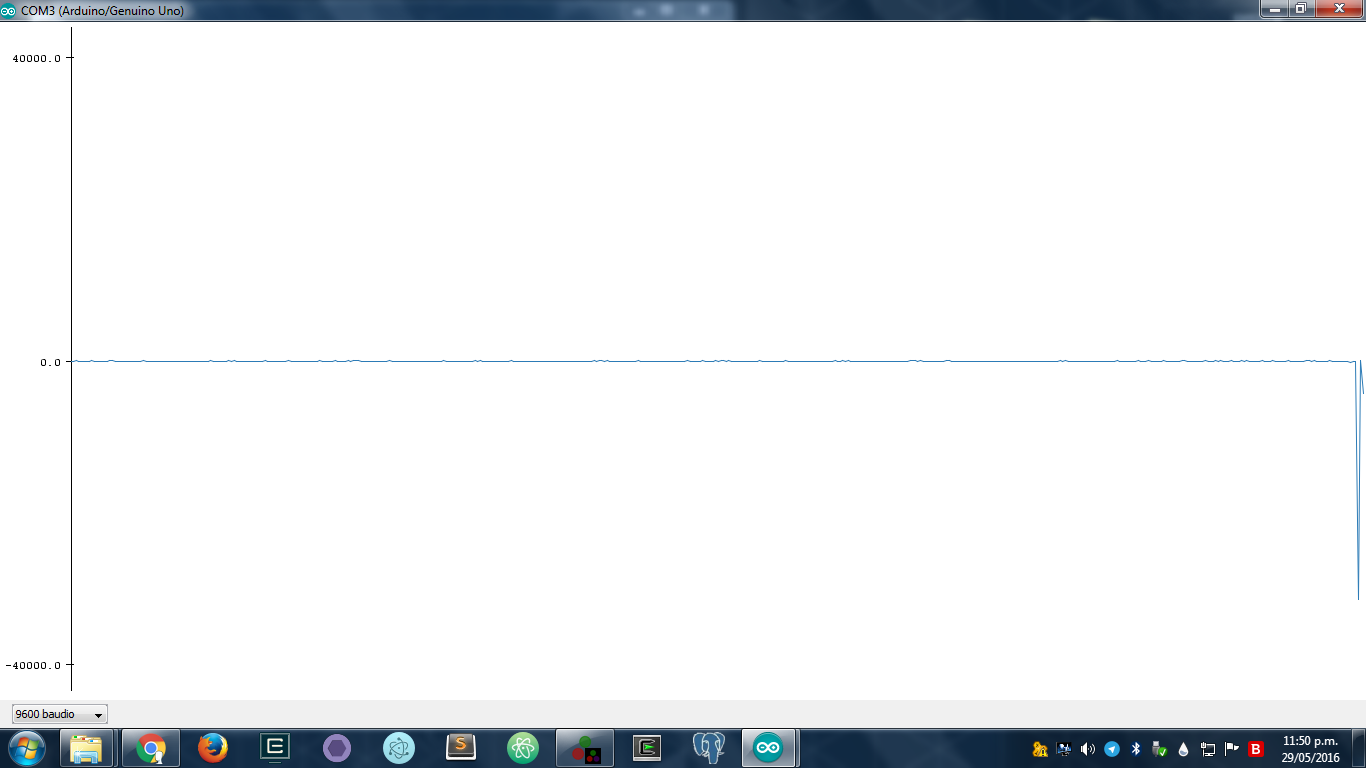 COM3 (Arduino/Genuino Uno)
40000.0
0.0
-40000.0
9600 baudio
E
S
B
11:50 p.m.
29/05/2016